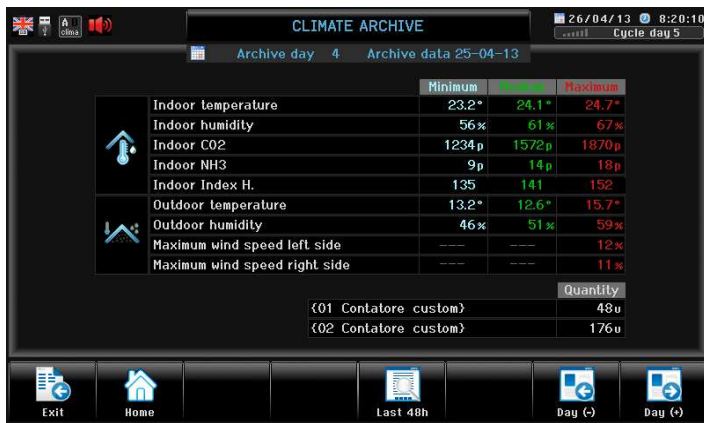 A clima
CLIMATE ARCHIVE
26/04/13 8:20:10
Cycle day 5
Archive day 4 Archive data 25-04-13
Minimum Maximum
Indoor temperature 23.2° 24.1° 24.7°
Indoor humidity 56% 61% 67%
Indoor CO2 1234p 1572p 1870p
Indoor NH3 9p 14p 18p
Indoor Index H. 135 141 152
Outdoor temperature 13.2° 12.6° 15.7°
Outdoor humidity 46% 51% 59%
Maximum wind speed left side --- --- 12%
Maximum wind speed right side --- --- 11%
Quantity
{01 Contatore custom} 48u
{02 Contatore custom} 176u
Exit Home Last 48h Day (-) Day (+)